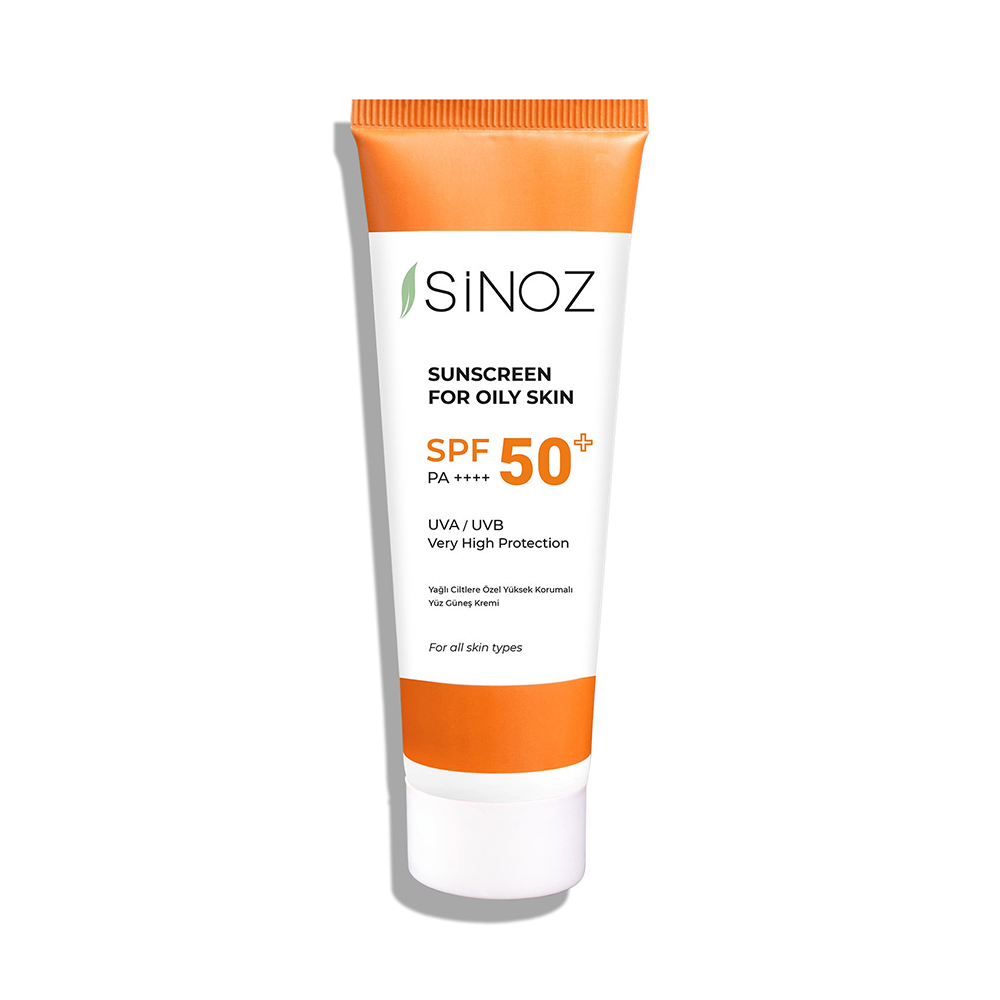 SiNOZ
SUNSCREEN
FOR OILY SKIN
SPF 50+
PA ++++
UVA / UVB
Very High Protection
Yağlı Ciltlere Özel Yüksek Korumalı
Yüz Güneş Kremi
For all skin types